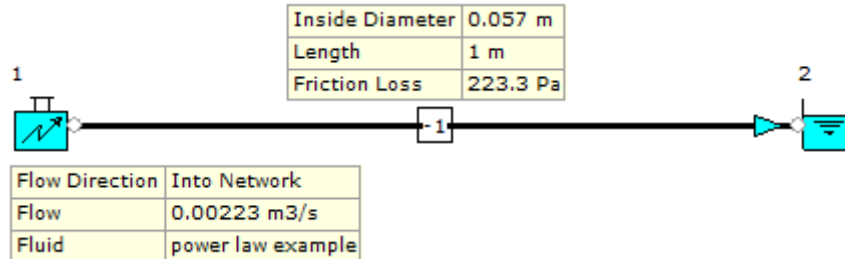 Inside Diameter 0.057 m
Length 1 m
Friction Loss 223.3 Pa
1
2
-1
Flow Direction Into Network
Flow 0.00223 m3/s
Fluid power law example